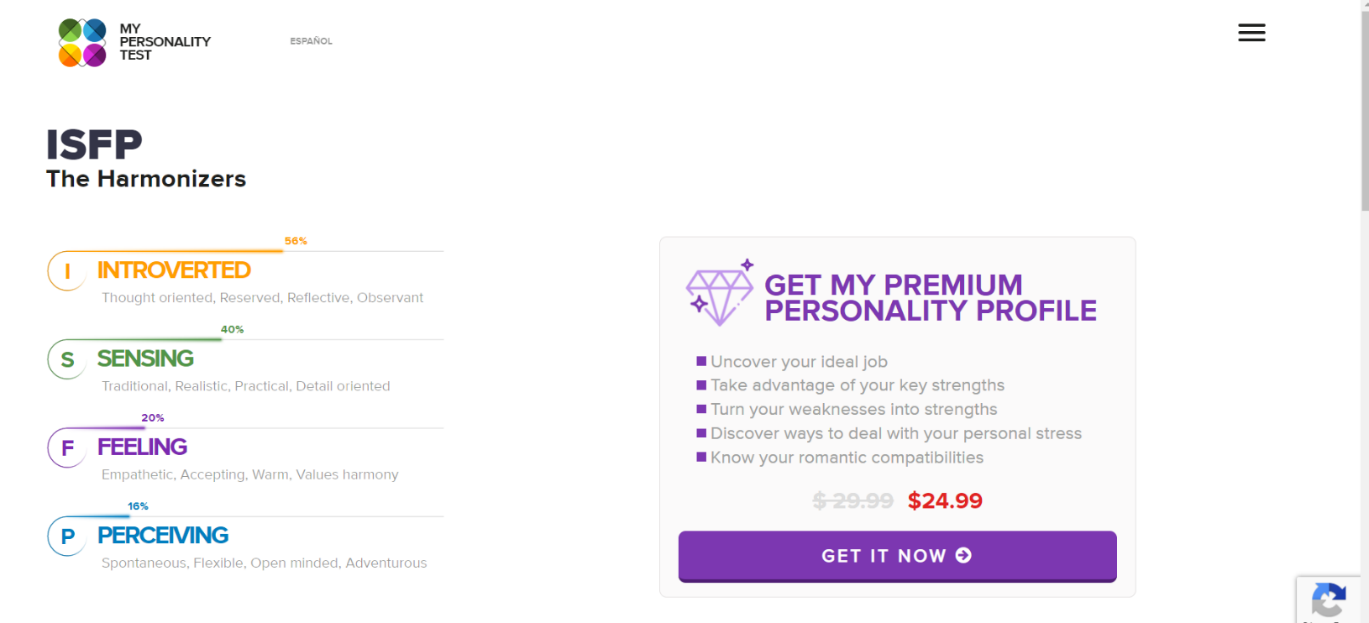 MY
PERSONALITY
TEST
ESPAÑOL
ISFP
The Harmonizers
56%
I INTROVERTED
Thought oriented, Reserved, Reflective, Observant
40%
S SENSING
Traditional, Realistic, Practical, Detail oriented
20%
F FEELING
Empathetic, Accepting, Warm, Values harmony
16%
P PERCEIVING
Spontaneous, Flexible, Open minded, Adventurous
GET MY PREMIUM
PERSONALITY PROFILE
Uncover your ideal job
Take advantage of your key strengths
Turn your weaknesses into strengths
Discover ways to deal with your personal stress
Know your romantic compatibilities
$ 29.99 $24.99
GET IT NOW